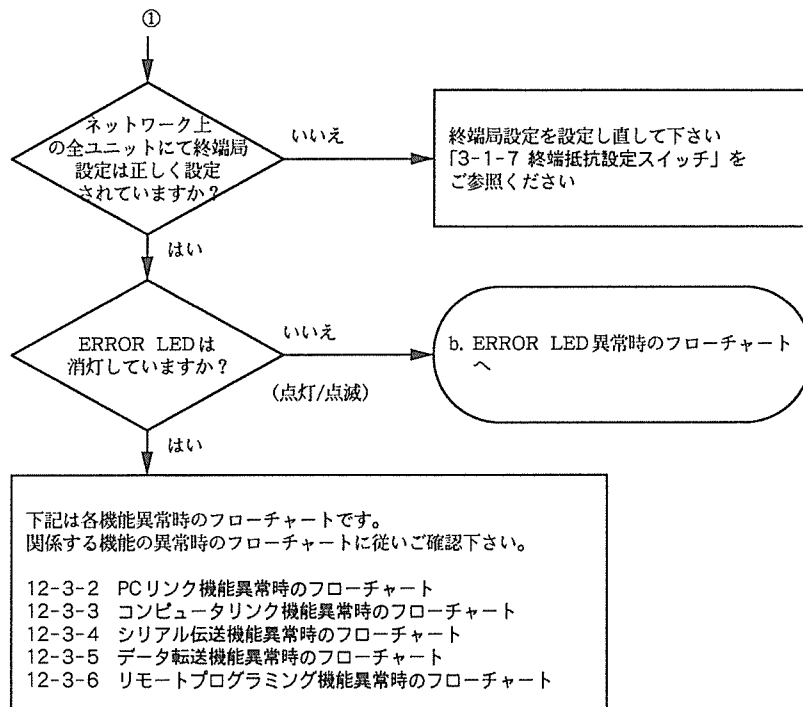 ①
ネットワーク上
の全ユニットにて終端局
設定は正しく設定
されていますか？
いいえ
終端局設定を設定し直して下さい
「3-1-7 終端抵抗設定スイッチ」を
ご参照ください
はい
ERROR LEDは
消灯していますか？
いいえ
(点灯/点滅)
b. ERROR LED異常時のフローチャート
へ
はい
下記は各機能異常時のフローチャートです。
関係する機能の異常時のフローチャートに従いご確認下さい。
12-3-2 PCリンク機能異常時のフローチャート
12-3-3 コンピュータリンク機能異常時のフローチャート
12-3-4 シリアル伝送機能異常時のフローチャート
12-3-5 データ転送機能異常時のフローチャート
12-3-6 リモートプログラミング機能異常時のフローチャート